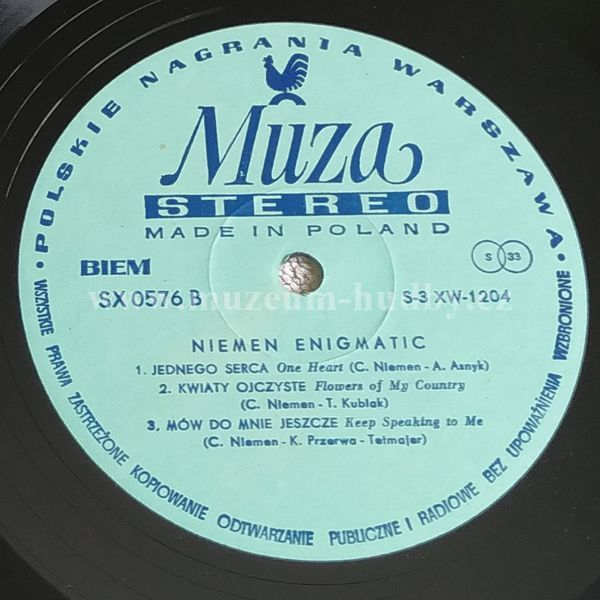 • POLSKIE NAGRANIA WARSZAWA •
Muza
STEREO
MADE IN POLAND
BIEM
S 33
SX 0576 B
S-3 XW-1204
www.muzeum-hudby.cz
NIEMEN ENIGMATIC
1. JEDNEGO SERCA One Heart (C. Niemen - A. Asnyk)
2. KWIATY OJCZYSTE Flowers of My Country
(C. Niemen - T. Kubiak)
3. MÓW DO MNIE JESZCZE Keep Speaking to Me
(C. Niemen - K. Przerwa - Tetmajer)
WSZYSTKIE PRAWA ZASTRZEŻONE KOPIOWANIE ODTWARZANIE PUBLICZNE I RADIOWE BEZ UPOWAŻNIENIA WZBRONIONE